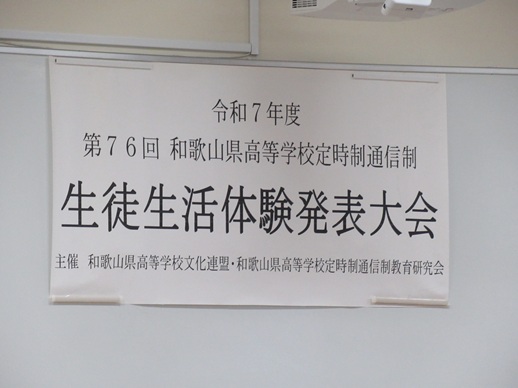 令和7年度
第76回 和歌山県高等学校定時制通信制
生徒生活体験発表大会
主催 和歌山県高等学校文化連盟・和歌山県高等学校定時制通信制教育研究会